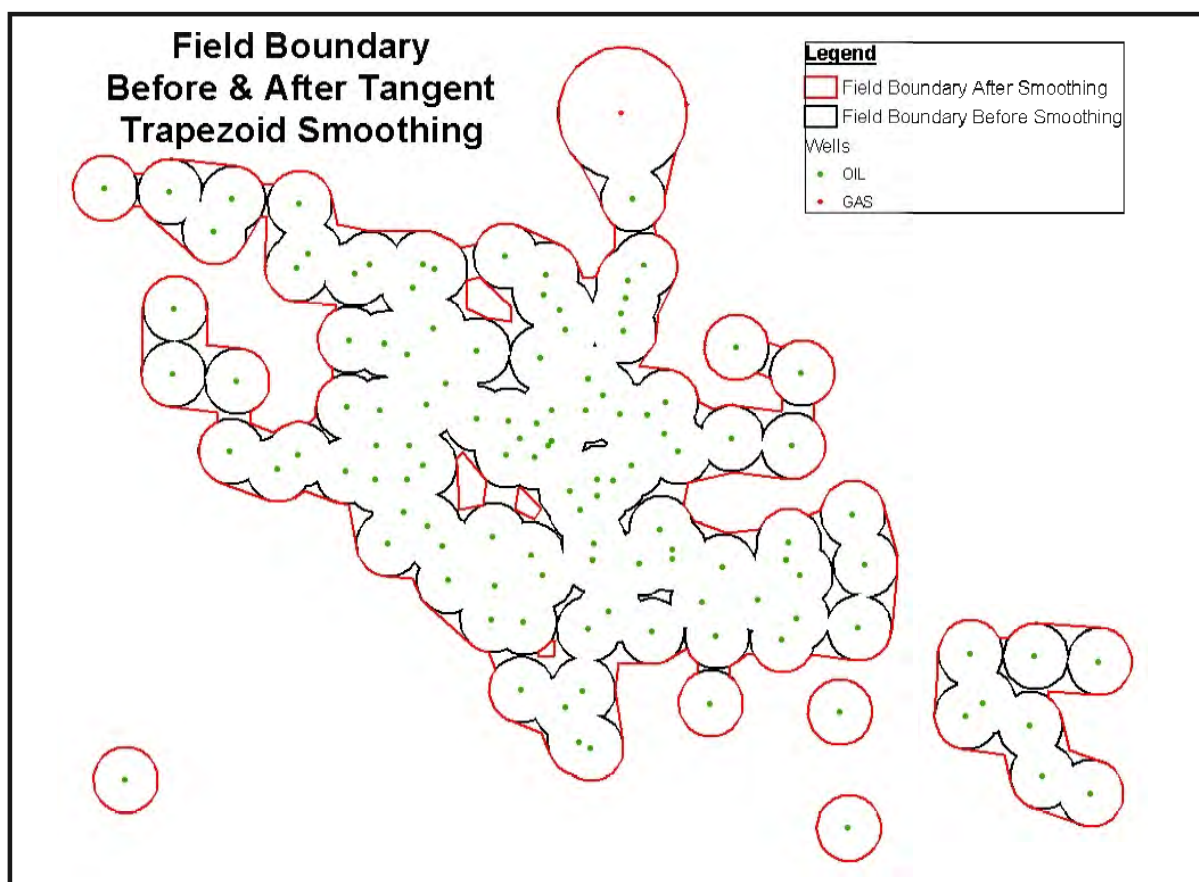 Field Boundary
Before & After Tangent
Trapezoid Smoothing
Legend
Field Boundary After Smoothing
Field Boundary Before Smoothing
Wells
OIL
GAS